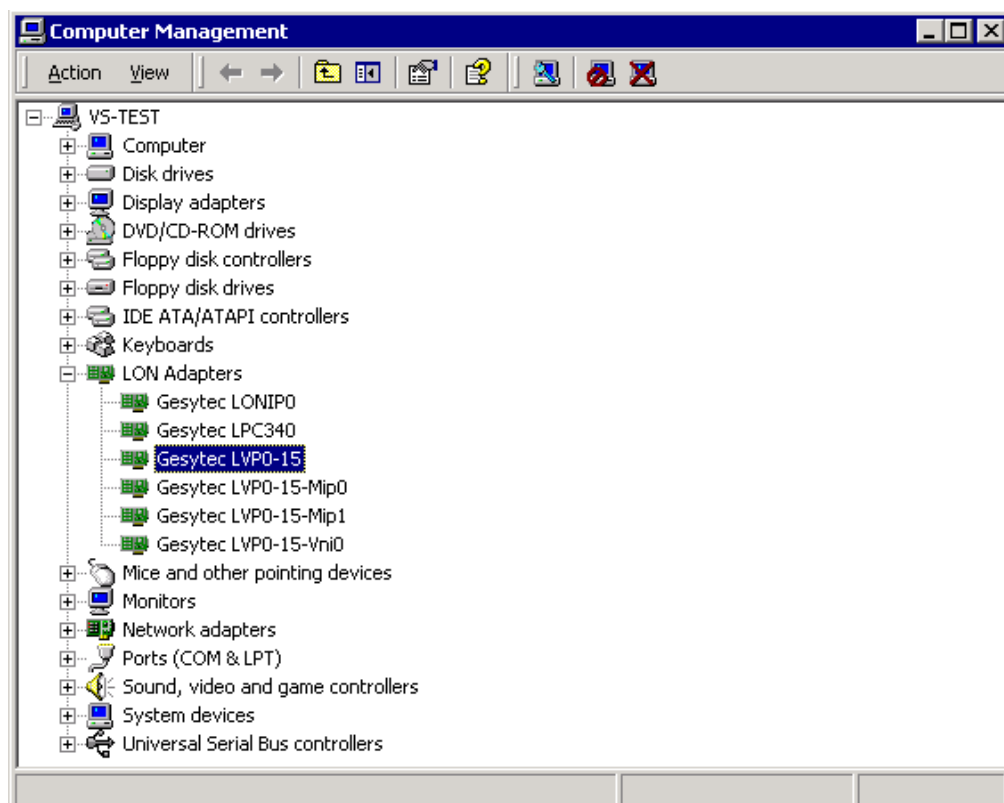 Computer Management
Action View
VS-TEST
Computer
Disk drives
Display adapters
DVD/CD-ROM drives
Floppy disk controllers
Floppy disk drives
IDE ATA/ATAPI controllers
Keyboards
LON Adapters
Gesytec LONIP0
Gesytec LPC340
Gesytec LVP0-15
Gesytec LVP0-15-Mip0
Gesytec LVP0-15-Mip1
Gesytec LVP0-15-Vni0
Mice and other pointing devices
Monitors
Network adapters
Ports (COM & LPT)
Sound, video and game controllers
System devices
Universal Serial Bus controllers